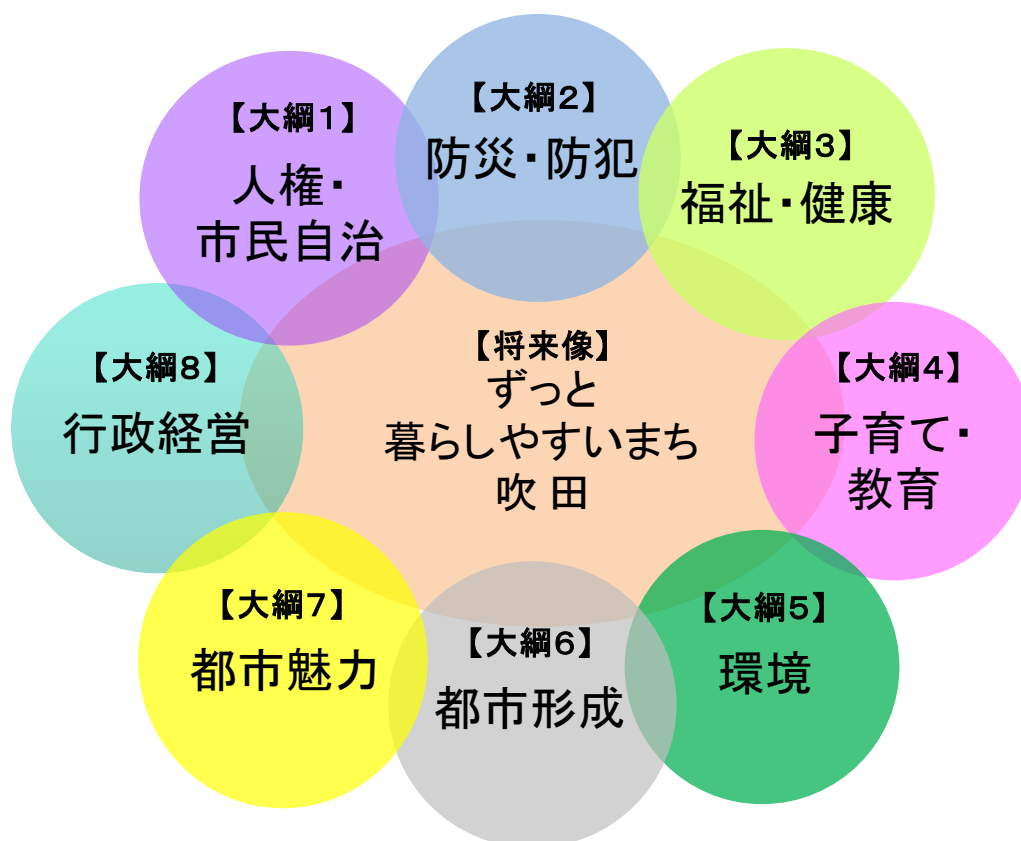 【大綱1】
人権・
市民自治
【大綱2】
防災・防犯
【大綱3】
福祉・健康
【大綱4】
子育て・
教育
【大綱5】
環境
【大綱6】
都市形成
【大綱7】
都市魅力
【大綱8】
行政経営
【将来像】
ずっと
暮らしやすいまち
吹 田